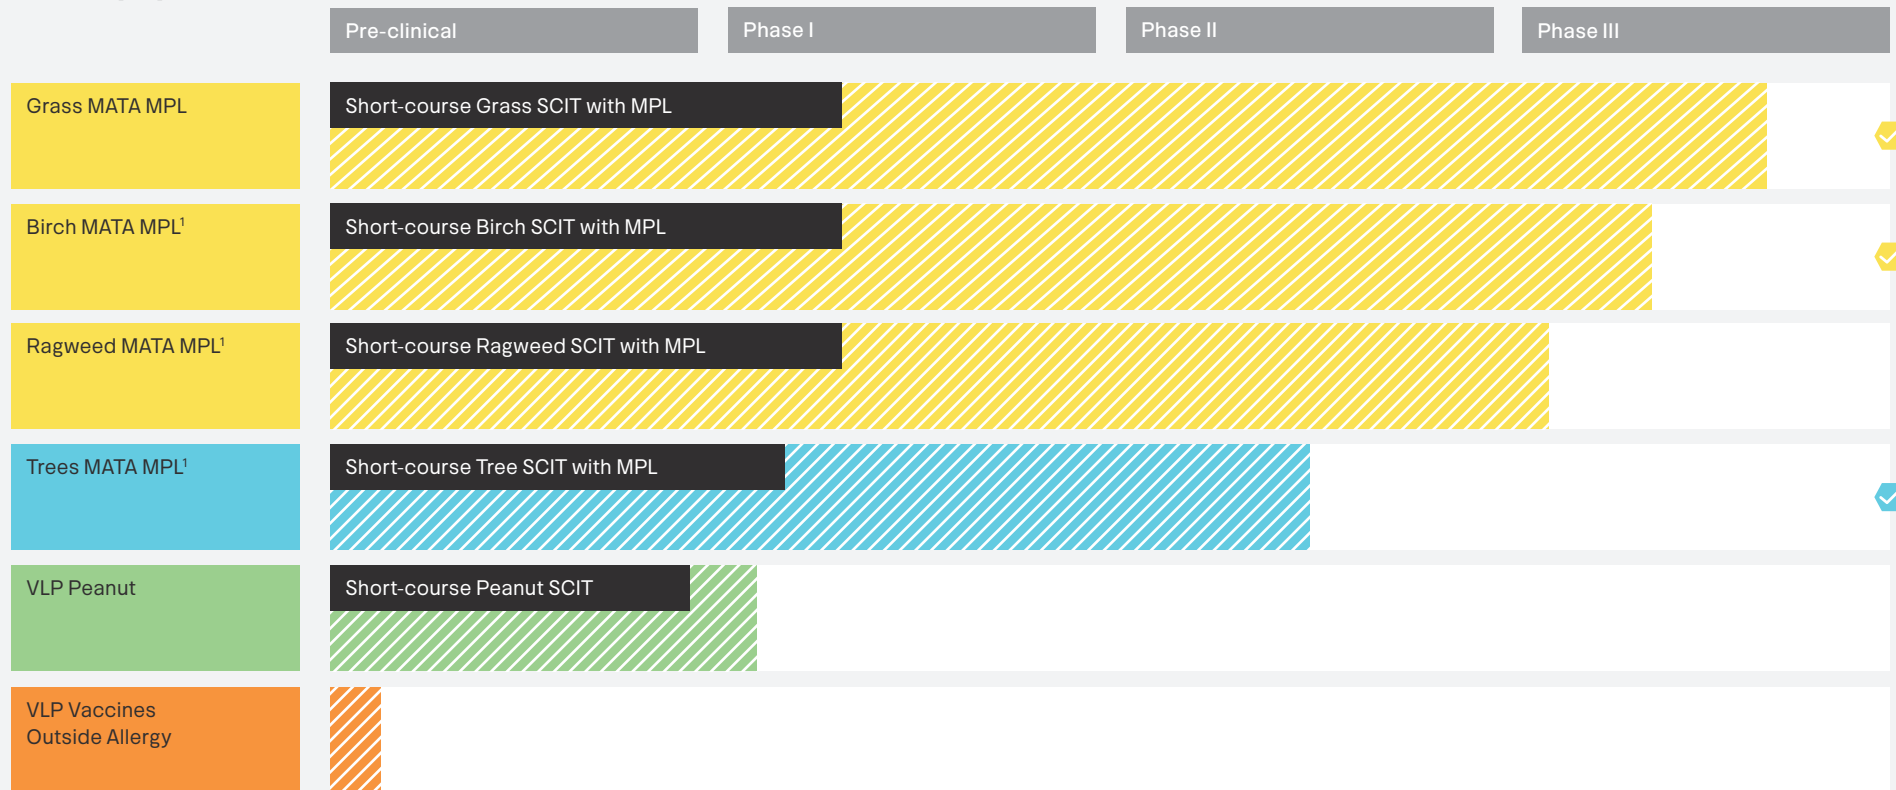 Pre-clinical
Phase I
Phase II
Phase III
Grass MATA MPL
Short-course Grass SCIT with MPL
Birch MATA MPL¹
Short-course Birch SCIT with MPL
Ragweed MATA MPL¹
Short-course Ragweed SCIT with MPL
Trees MATA MPL¹
Short-course Tree SCIT with MPL
VLP Peanut
Short-course Peanut SCIT
VLP Vaccines
Outside Allergy